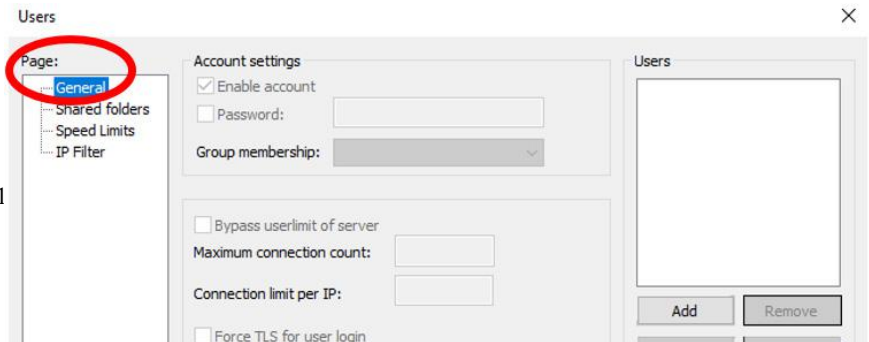 Users
Page:
General
Shared folders
Speed Limits
IP Filter
Account settings
Enable account
Password:
Group membership:
Bypass userlimit of server
Maximum connection count:
Connection limit per IP:
Force TLS for user login
Users
Add
Remove